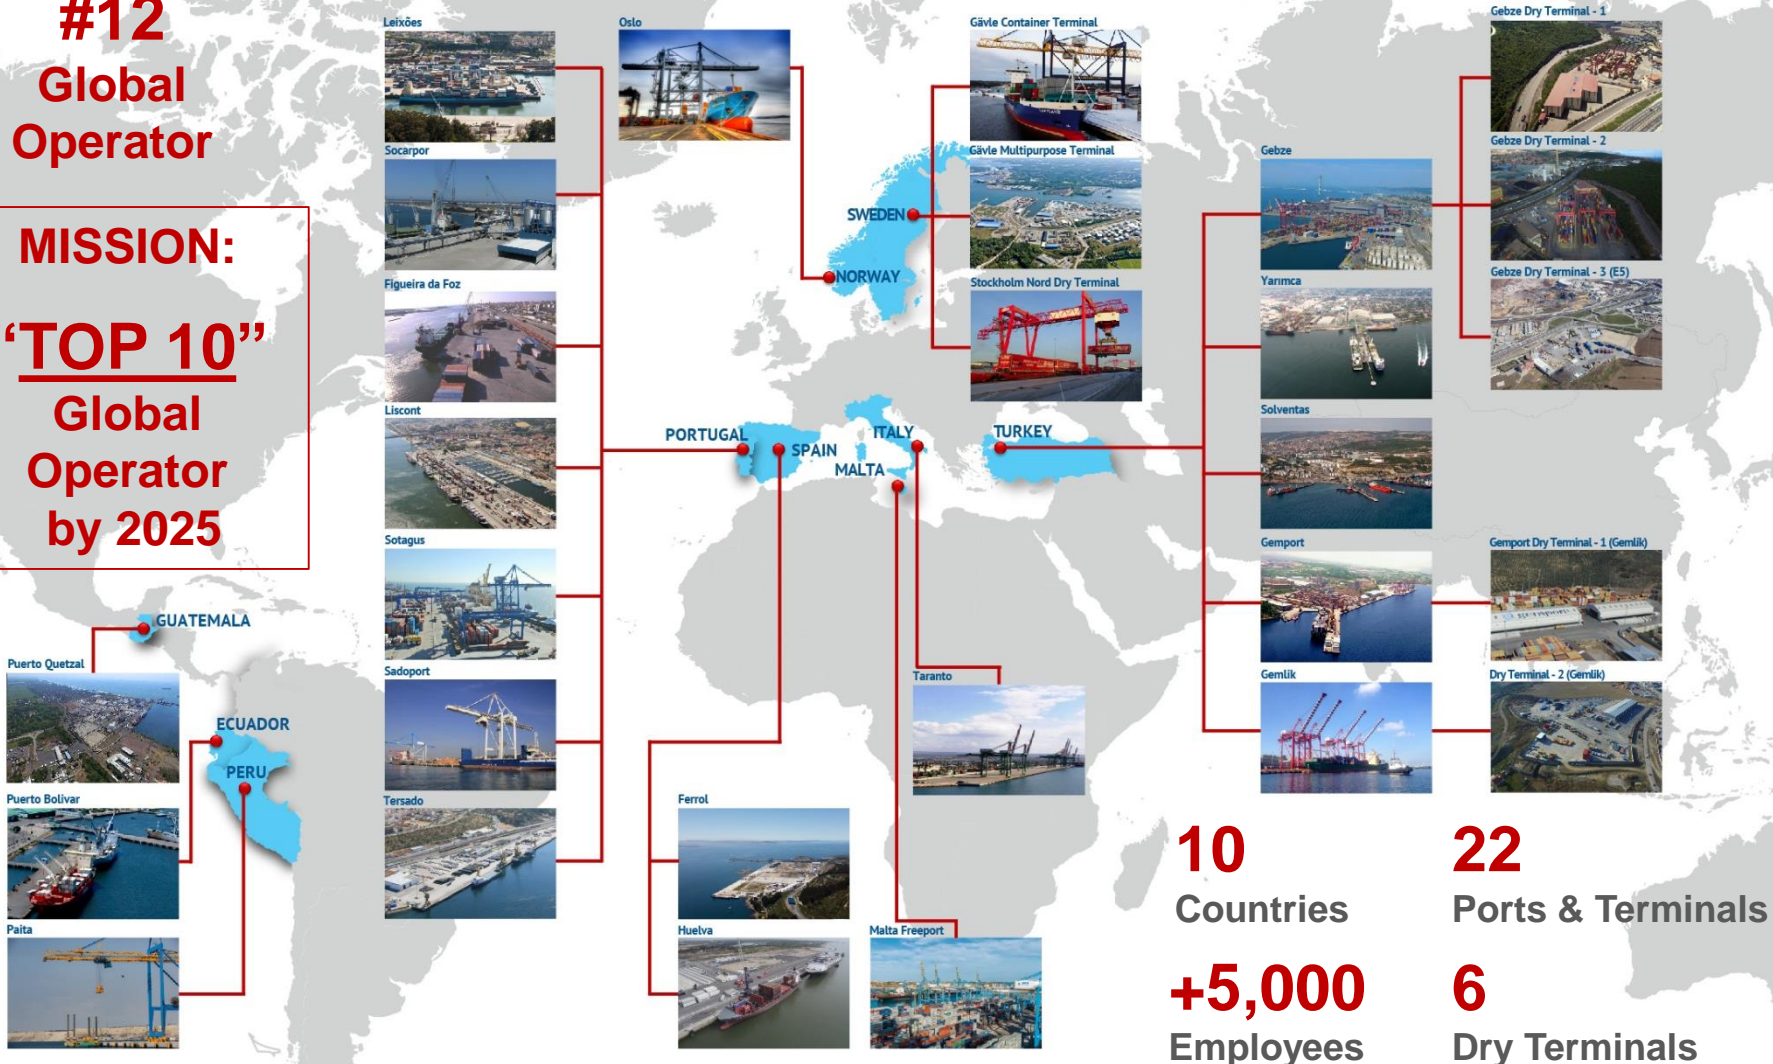 #12
Global
Operator
MISSION:
‘TOP 10”
Global
Operator
by 2025
Leixões
Socarpor
Figueira da Foz
Liscont
Sotagus
Sadoport
Tersado
Oslo
Gävle Container Terminal
Gävle Multipurpose Terminal
Stockholm Nord Dry Terminal
SWEDEN
NORWAY
PORTUGAL
SPAIN
ITALY
MALTA
TURKEY
Gebze
Yarımca
Solventas
Gemport
Gemlik
Gebze Dry Terminal - 1
Gebze Dry Terminal - 2
Gebze Dry Terminal - 3 (E5)
Gemport Dry Terminal - 1 (Gemlik)
Dry Terminal - 2 (Gemlik)
GUATEMALA
Puerto Quetzal
ECUADOR
PERU
Puerto Bolivar
Paita
Ferrol
Huelva
Taranto
Malta Freeport
10
Countries
22
Ports & Terminals
+5,000
Employees
6
Dry Terminals